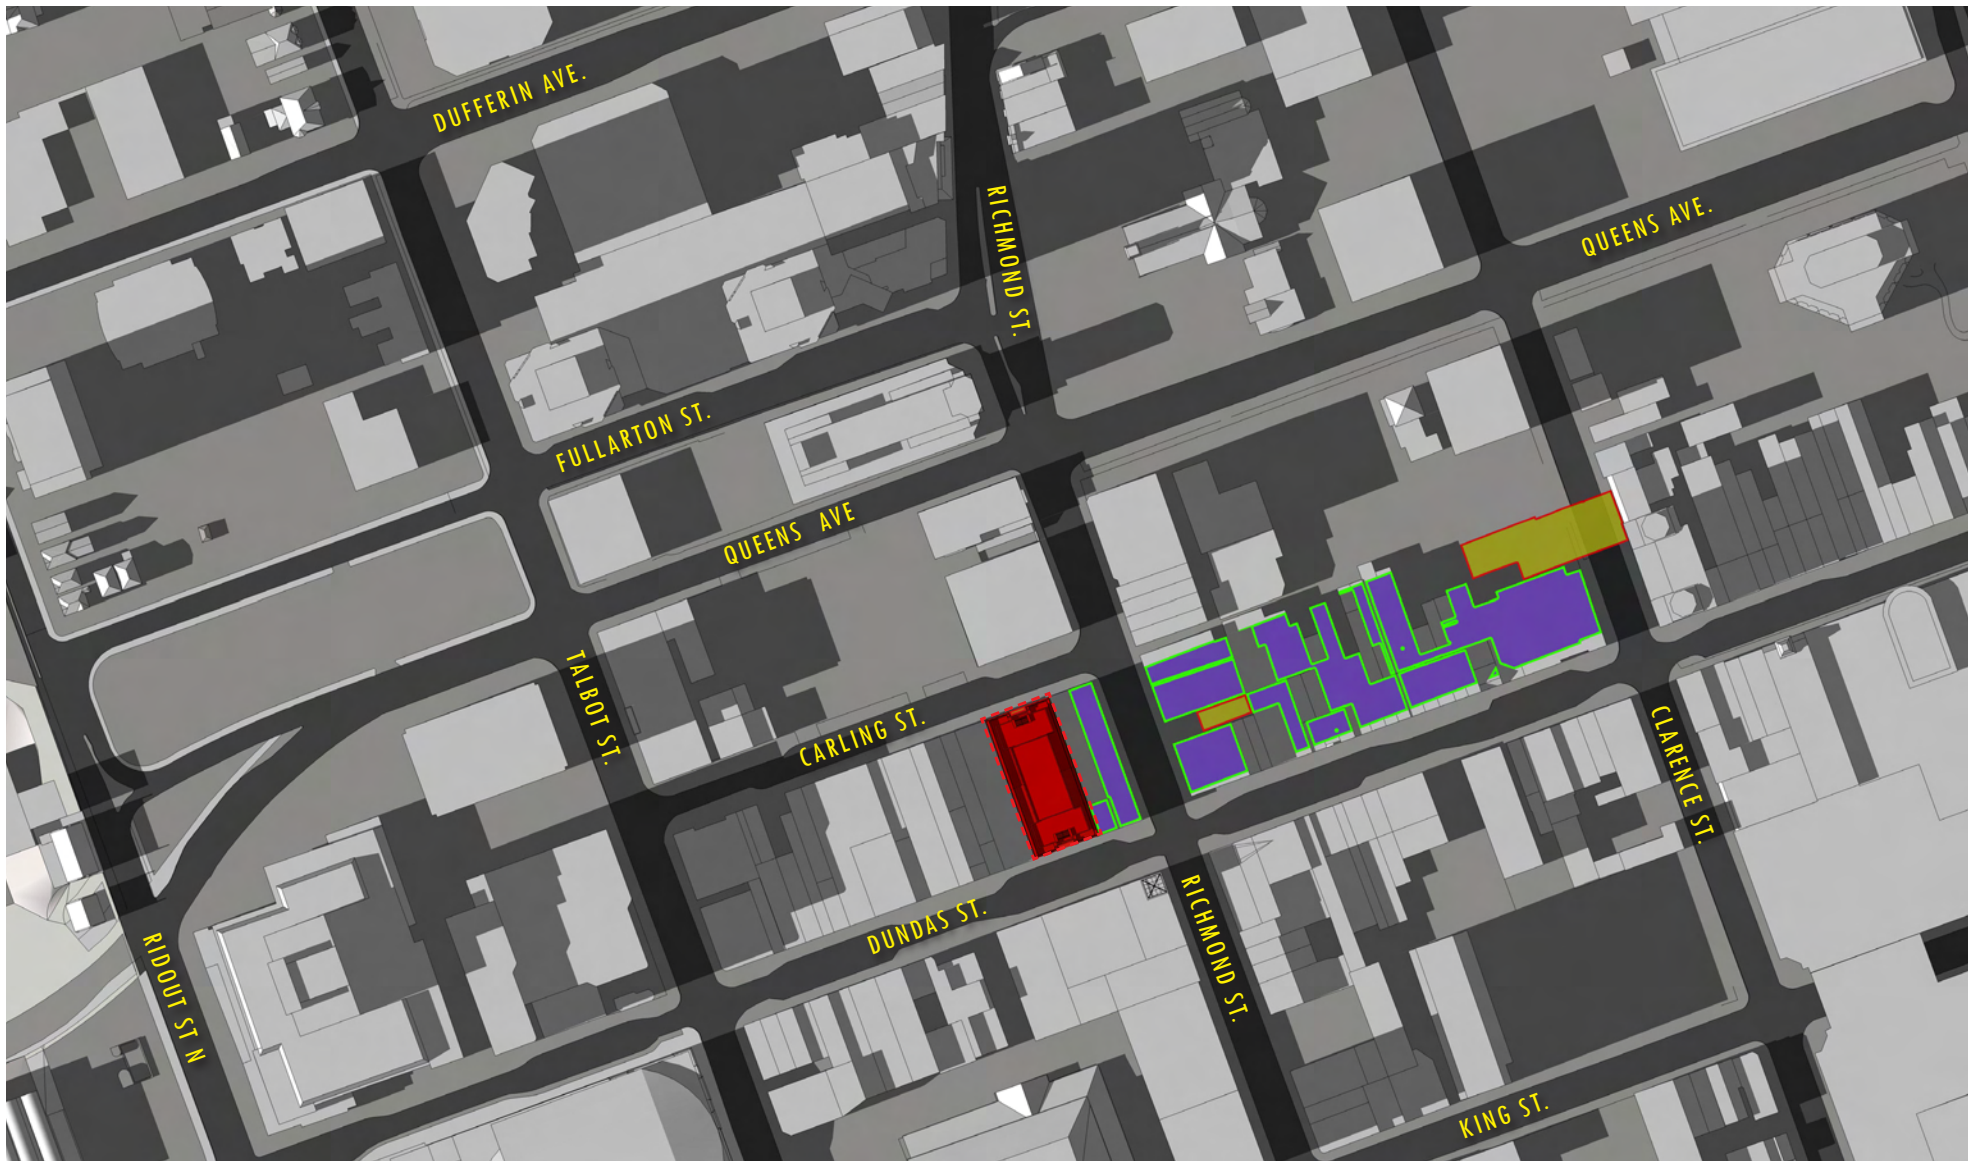 DUFFERIN AVE.
RICHMOND ST.
QUEENS AVE.
FULLARTON ST.
QUEENS AVE
TALBOT ST.
CARLING ST.
CLARENCE ST.
DUNDAS ST.
RICHMOND ST.
RIDOUT ST N
KING ST.